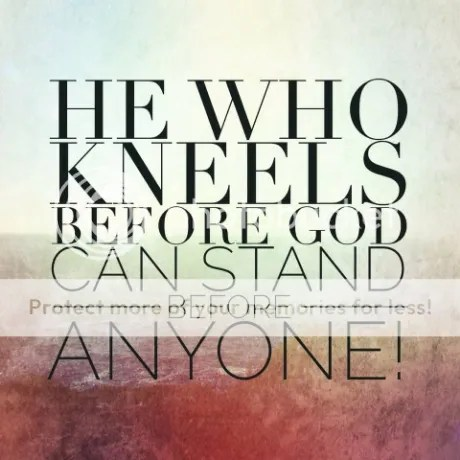 HE WHO
KNEELS
BEFORE GOD
CAN STAND
BEFORE
Protect more of your memories for less!
ANYONE!